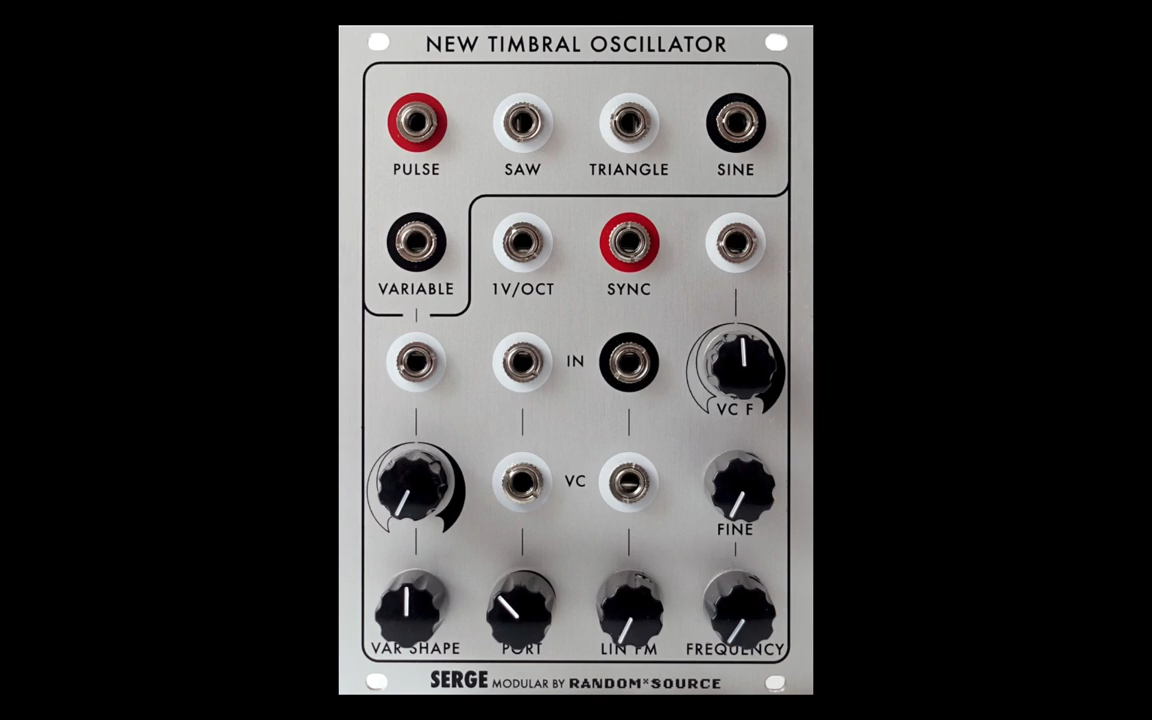 NEW TIMBRAL OSCILLATOR
PULSE SAW TRIANGLE SINE
VARIABLE 1V/OCT SYNC
IN
VC F
VC
FINE
VAR SHAPE PORT LIN FM FREQUENCY
SERGE MODULAR BY RANDOM*SOURCE